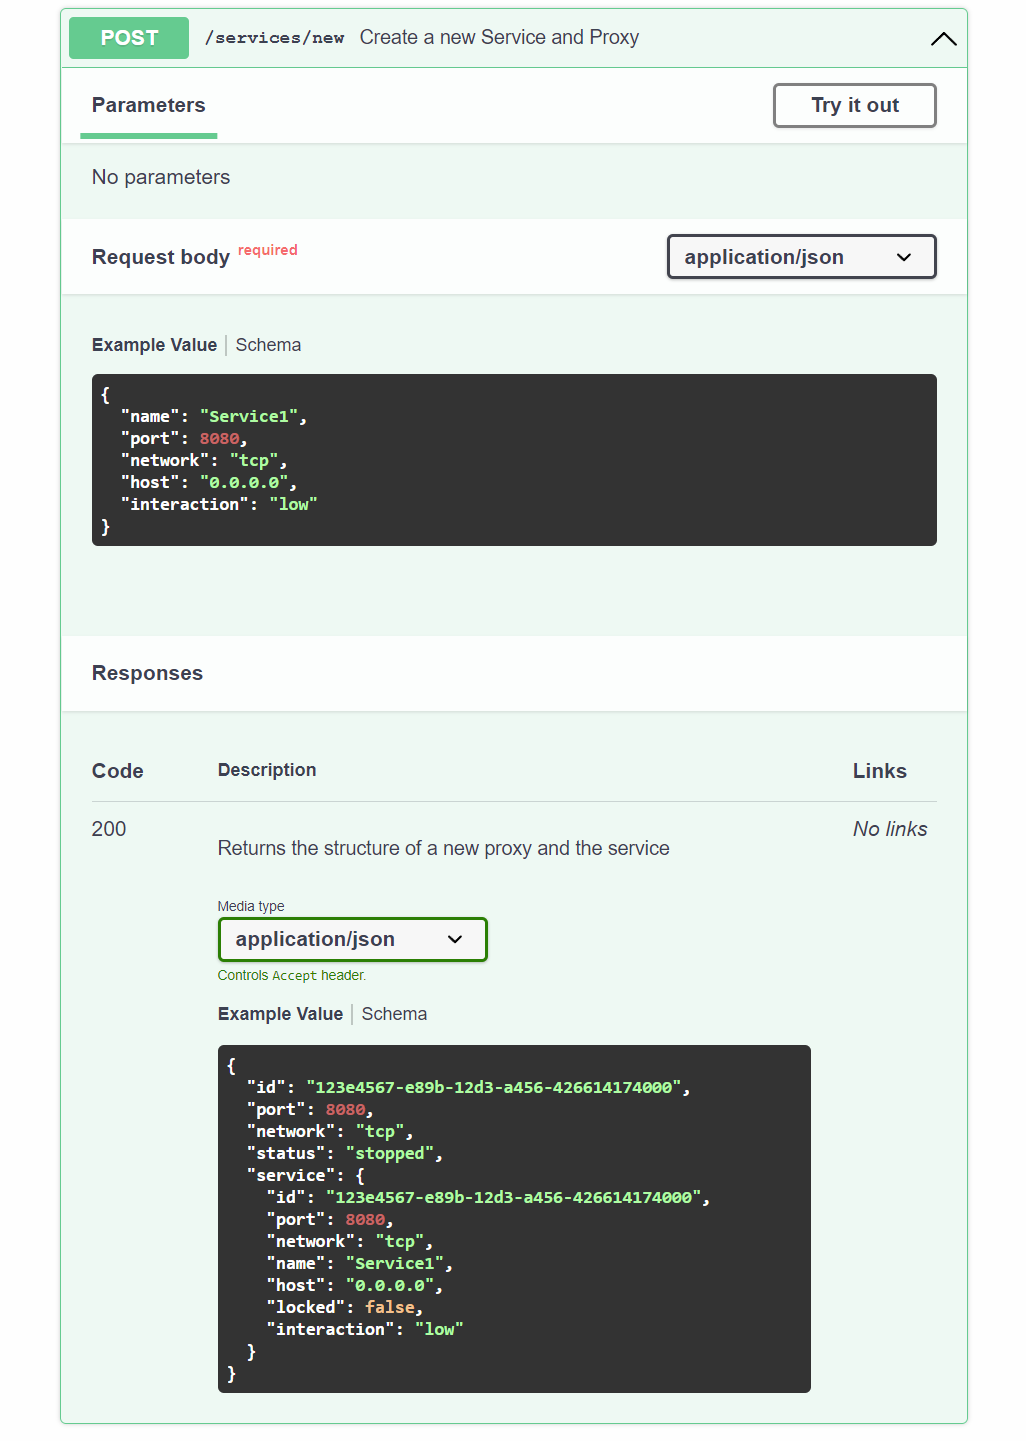 POST /services/new Create a new Service and Proxy
Parameters
Try it out
No parameters
Request body required
application/json
Example Value Schema
{
  "name": "Service1",
  "port": 8080,
  "network": "tcp",
  "host": "0.0.0.0",
  "interaction": "low"
}
Responses
Code Description Links
200 No links
Returns the structure of a new proxy and the service
Media type
application/json
Controls Accept header.
Example Value Schema
{
  "id": "123e4567-e89b-12d3-a456-426614174000",
  "port": 8080,
  "network": "tcp",
  "status": "stopped",
  "service": {
    "id": "123e4567-e89b-12d3-a456-426614174000",
    "port": 8080,
    "network": "tcp",
    "name": "Service1",
    "host": "0.0.0.0",
    "locked": false,
    "interaction": "low"
  }
}